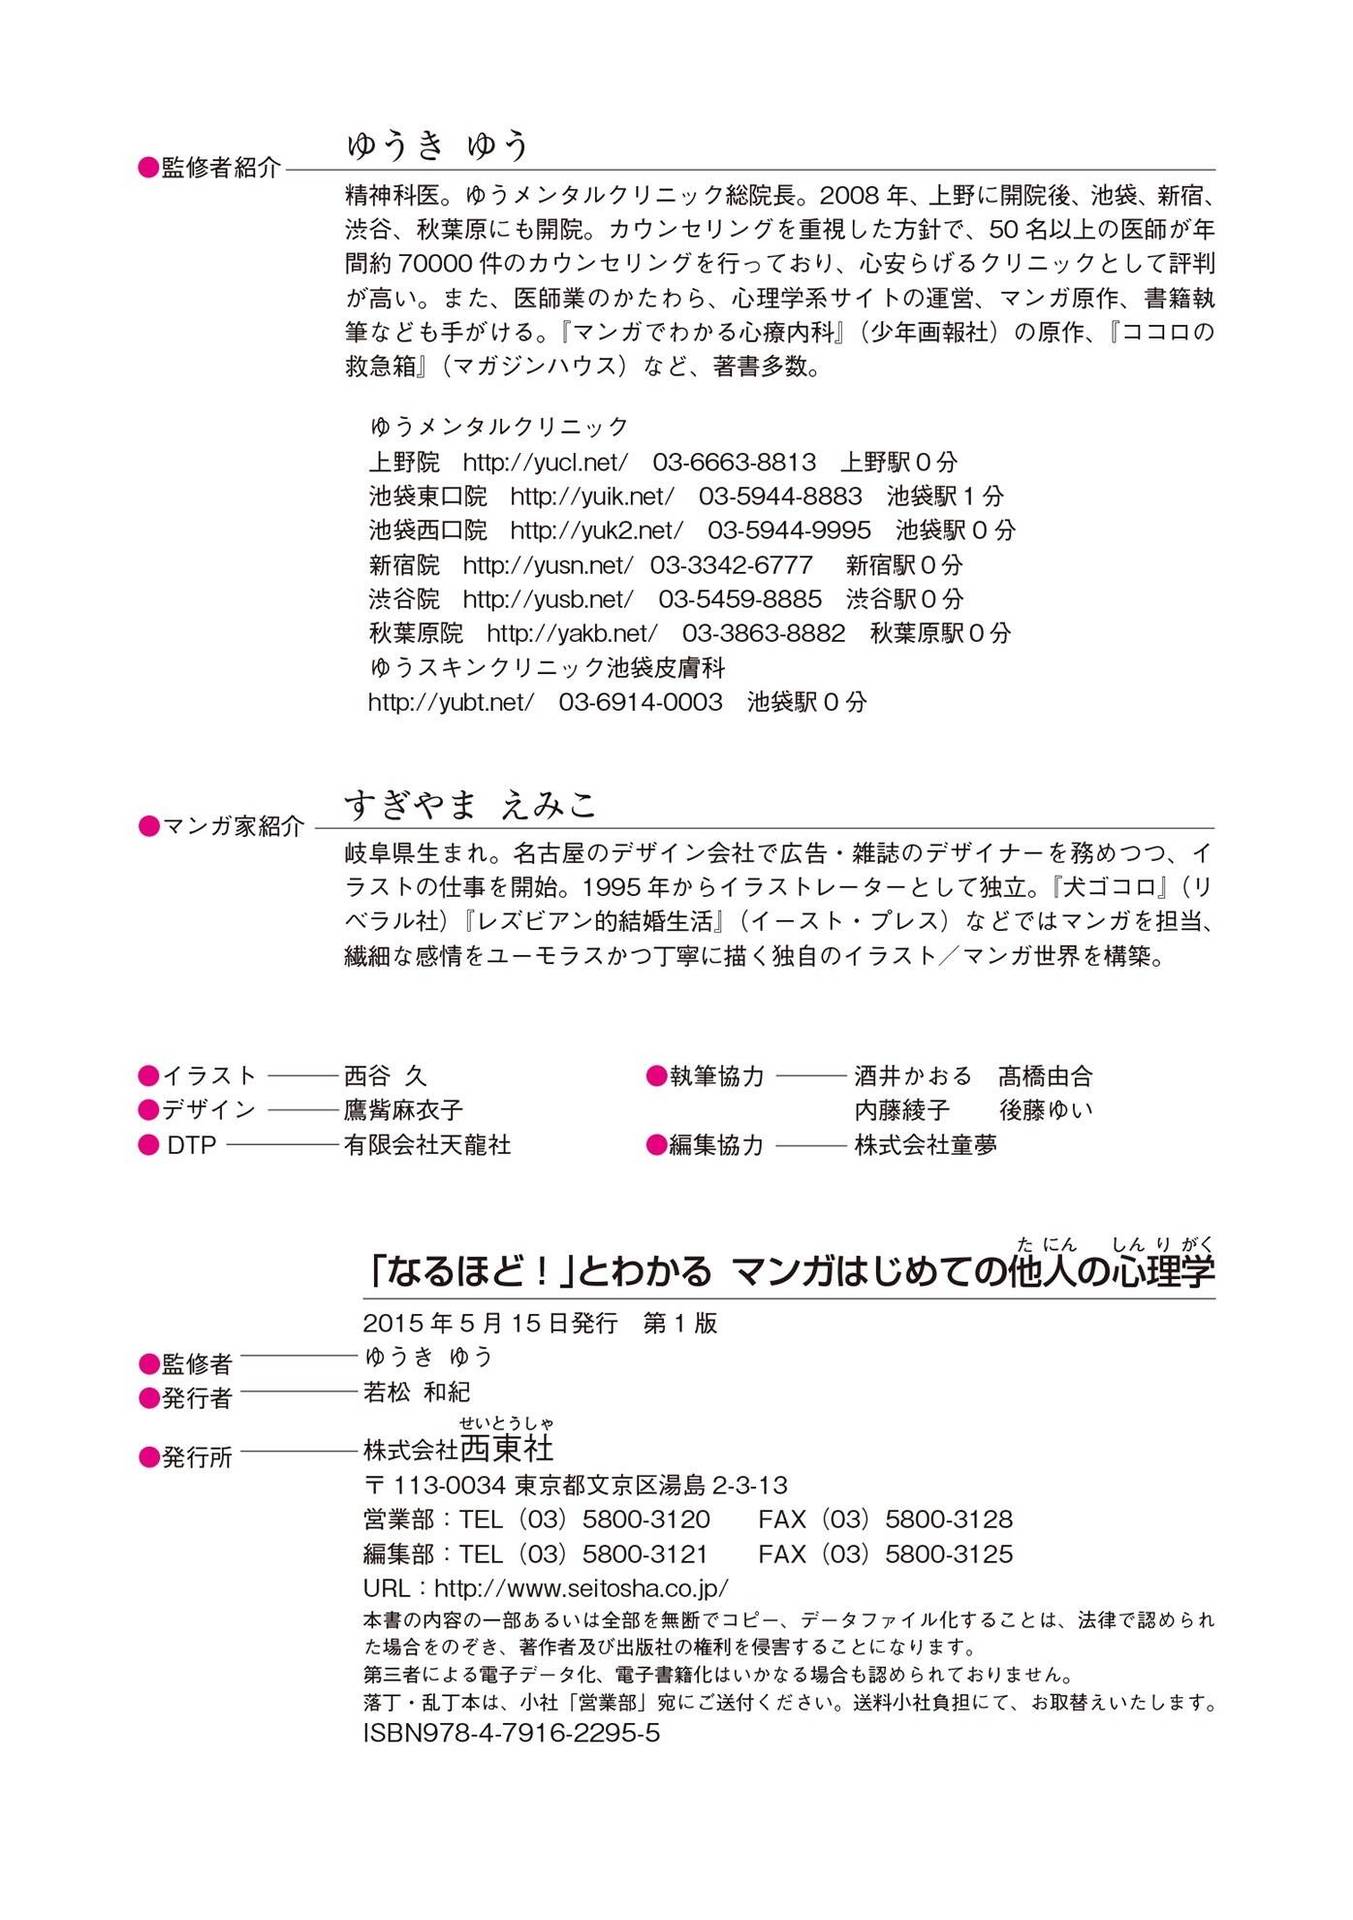 ●監修者紹介 ゆうき ゆう
精神科医。ゆうメンタルクリニック総院長。2008 年、上野に開院後、池袋、新宿、
渋谷、秋葉原にも開院。カウンセリングを重視した方針で、50 名以上の医師が年
間約 70000 件のカウンセリングを行っており、心安らげるクリニックとして評判
が高い。また、医師業のかたわら、心理学系サイトの運営、マンガ原作、書籍執
筆なども手がける。『マンガでわかる心療内科』（少年画報社）の原作、『ココロの
救急箱』（マガジンハウス）など、著書多数。
ゆうメンタルクリニック
上野院　http://yucl.net/　03-6663-8813　上野駅 0 分
池袋東口院　http://yuik.net/　03-5944-8883　池袋駅 1 分
池袋西口院　http://yuk2.net/　03-5944-9995　池袋駅 0 分
新宿院　http://yusn.net/　03-3342-6777　新宿駅 0 分
渋谷院　http://yusb.net/　03-5459-8885　渋谷駅 0 分
秋葉原院　http://yakb.net/　03-3863-8882　秋葉原駅 0 分
ゆうスキンクリニック池袋皮膚科
http://yubt.net/　03-6914-0003　池袋駅 0 分
●マンガ家紹介 すぎやま えみこ
岐阜県生まれ。名古屋のデザイン会社で広告・雑誌のデザイナーを務めつつ、イ
ラストの仕事を開始。1995 年からイラストレーターとして独立。『犬ゴコロ』（リ
ベラル社）『レズビアン的結婚生活』（イースト・プレス）などではマンガを担当、
繊細な感情をユーモラスかつ丁寧に描く独自のイラスト／マンガ世界を構築。
●イラスト 西谷 久
●デザイン 鷹觜麻衣子
●DTP 有限会社天龍社
●執筆協力 酒井かおる　髙橋由合
内藤綾子　後藤ゆい
●編集協力 株式会社童夢
た にん しん り がく
「なるほど！」とわかる マンガはじめての他人の心理学
2015 年 5 月 15 日発行　第 1 版
●監修者 ゆうき ゆう
●発行者 若松 和紀
せいとうしゃ
●発行所 株式会社西東社
〒 113-0034 東京都文京区湯島 2-3-13
営業部：TEL（03）5800-3120　FAX（03）5800-3128
編集部：TEL（03）5800-3121　FAX（03）5800-3125
URL：http://www.seitosha.co.jp/
本書の内容の一部あるいは全部を無断でコピー、データファイル化することは、法律で認められ
た場合をのぞき、著作者及び出版社の権利を侵害することになります。
第三者による電子データ化、電子書籍化はいかなる場合も認められておりません。
落丁・乱丁本は、小社「営業部」宛にご送付ください。送料小社負担にて、お取替えいたします。
ISBN978-4-7916-2295-5